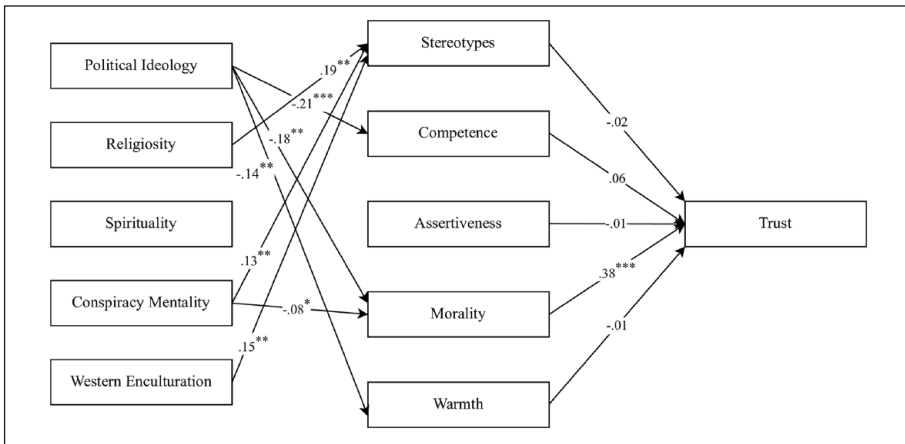 Political Ideology
Religiosity
Spirituality
Conspiracy Mentality
Western Enculturation
.19**
-.21***
-.18**
-.14**
.13**
-.08*
.15**
Stereotypes
Competence
Assertiveness
Morality
Warmth
-.02
.06
-.01
.38***
-.01
Trust